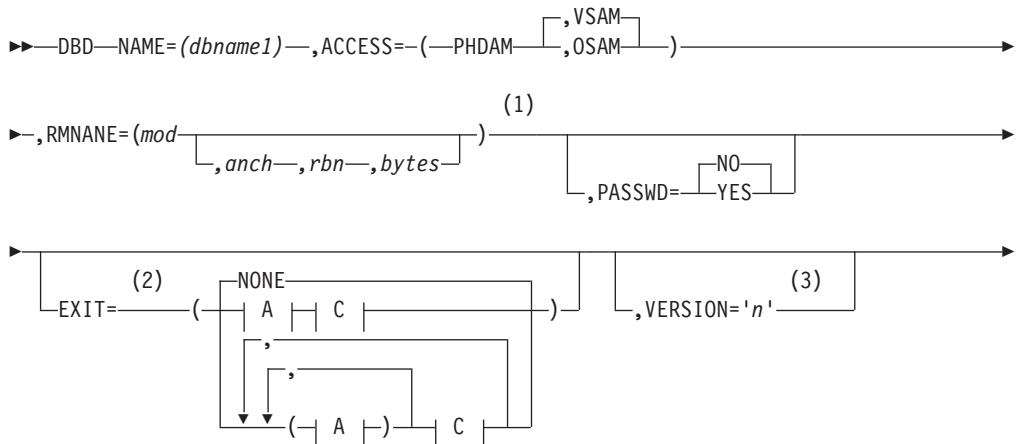 ,VSAM
DBD NAME=(dbname1) ,ACCESS= ( PHDAM ,OSAM )
(1)
,RMNANE=(mod )
,anch ,rbn ,bytes
NO
,PASSWD= YES
(2) NONE (3)
EXIT= ( A C ) ,VERSION='n'
,
,
( A ) C